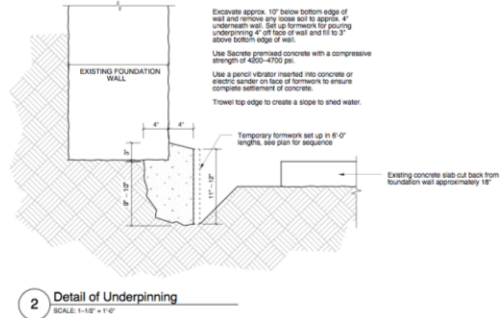 Excavate approx. 10" below bottom edge of
wall and remove any loose soil to approx. 4"
underneath wall. Set up formwork for pouring
underpinning 4" off face of wall and fill to 3"
above bottom edge of wall.
Use Sacrete premixed concrete with a compressive
strength of 4200-4700 psi.
Use a pencil vibrator inserted into concrete or
electric sander on face of formwork to ensure
complete settlement of concrete.
Trowel top edge to create a slope to shed water.
EXISTING FOUNDATION
WALL
4" 4"
Temporary formwork set up in 6'-0"
lengths, see plan for sequence
3"
Existing concrete slab cut back from
foundation wall approximately 18"
9" - 10"
11" - 12"
2
Detail of Underpinning
SCALE: 1-1/2" = 1'-0"